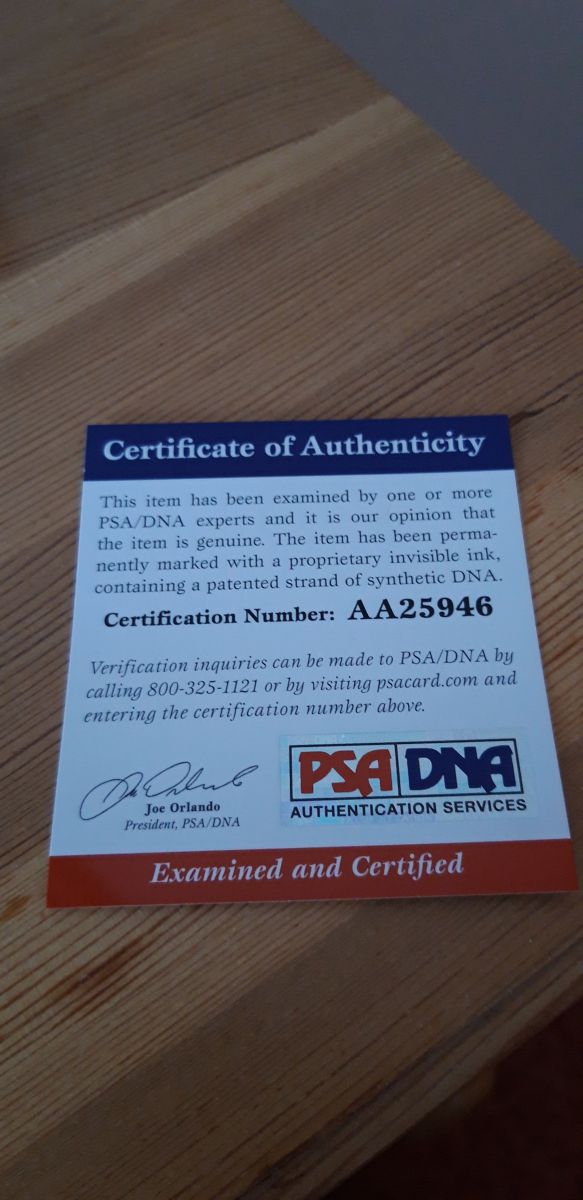 Certificate of Authenticity
This item has been examined by one or more
PSA/DNA experts and it is our opinion that
the item is genuine. The item has been perma-
nently marked with a proprietary invisible ink,
containing a patented strand of synthetic DNA.
Certification Number: AA25946
Verification inquiries can be made to PSA/DNA by
calling 800-325-1121 or by visiting psacard.com and
entering the certification number above.
Joe Orlando
President, PSA/DNA
PSA DNA
AUTHENTICATION SERVICES
Examined and Certified